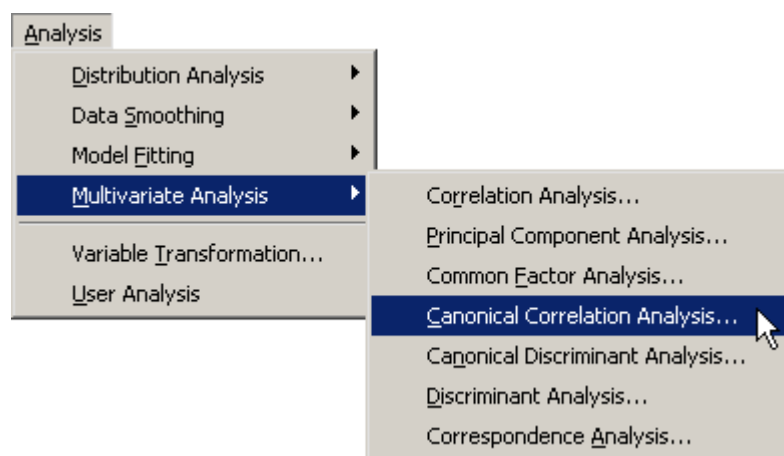 Analysis
Distribution Analysis
Data Smoothing
Model Fitting
Multivariate Analysis
Variable Transformation...
User Analysis
Correlation Analysis...
Principal Component Analysis...
Common Factor Analysis...
Canonical Correlation Analysis...
Canonical Discriminant Analysis...
Discriminant Analysis...
Correspondence Analysis...